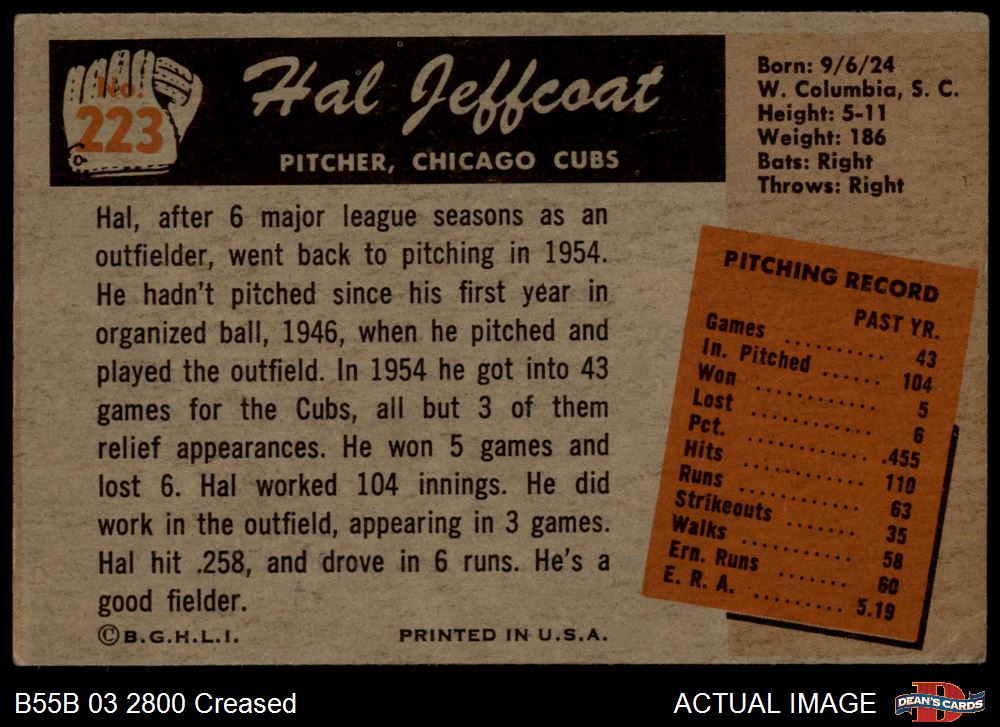 No.
223
Hal Jeffcoat
PITCHER, CHICAGO CUBS
Born: 9/6/24
W. Columbia, S. C.
Height: 5-11
Weight: 186
Bats: Right
Throws: Right
Hal, after 6 major league seasons as an
outfielder, went back to pitching in 1954.
He hadn't pitched since his first year in
organized ball, 1946, when he pitched and
played the outfield. In 1954 he got into 43
games for the Cubs, all but 3 of them
relief appearances. He won 5 games and
lost 6. Hal worked 104 innings. He did
work in the outfield, appearing in 3 games.
Hal hit .258, and drove in 6 runs. He's a
good fielder.
©B.G.H.L.I. PRINTED IN U.S.A.
PITCHING RECORD
PAST YR.
Games .......... 43
In. Pitched ...... 104
Won ............ 5
Lost ............ 6
Pct. ............ .455
Hits ............ 110
Runs ............ 63
Strikeouts ...... 35
Walks .......... 58
Ern. Runs ....... 60
E. R. A. .......... 5.19
B55B 03 2800 Creased
ACTUAL IMAGE
D
DEAN'S CARDS